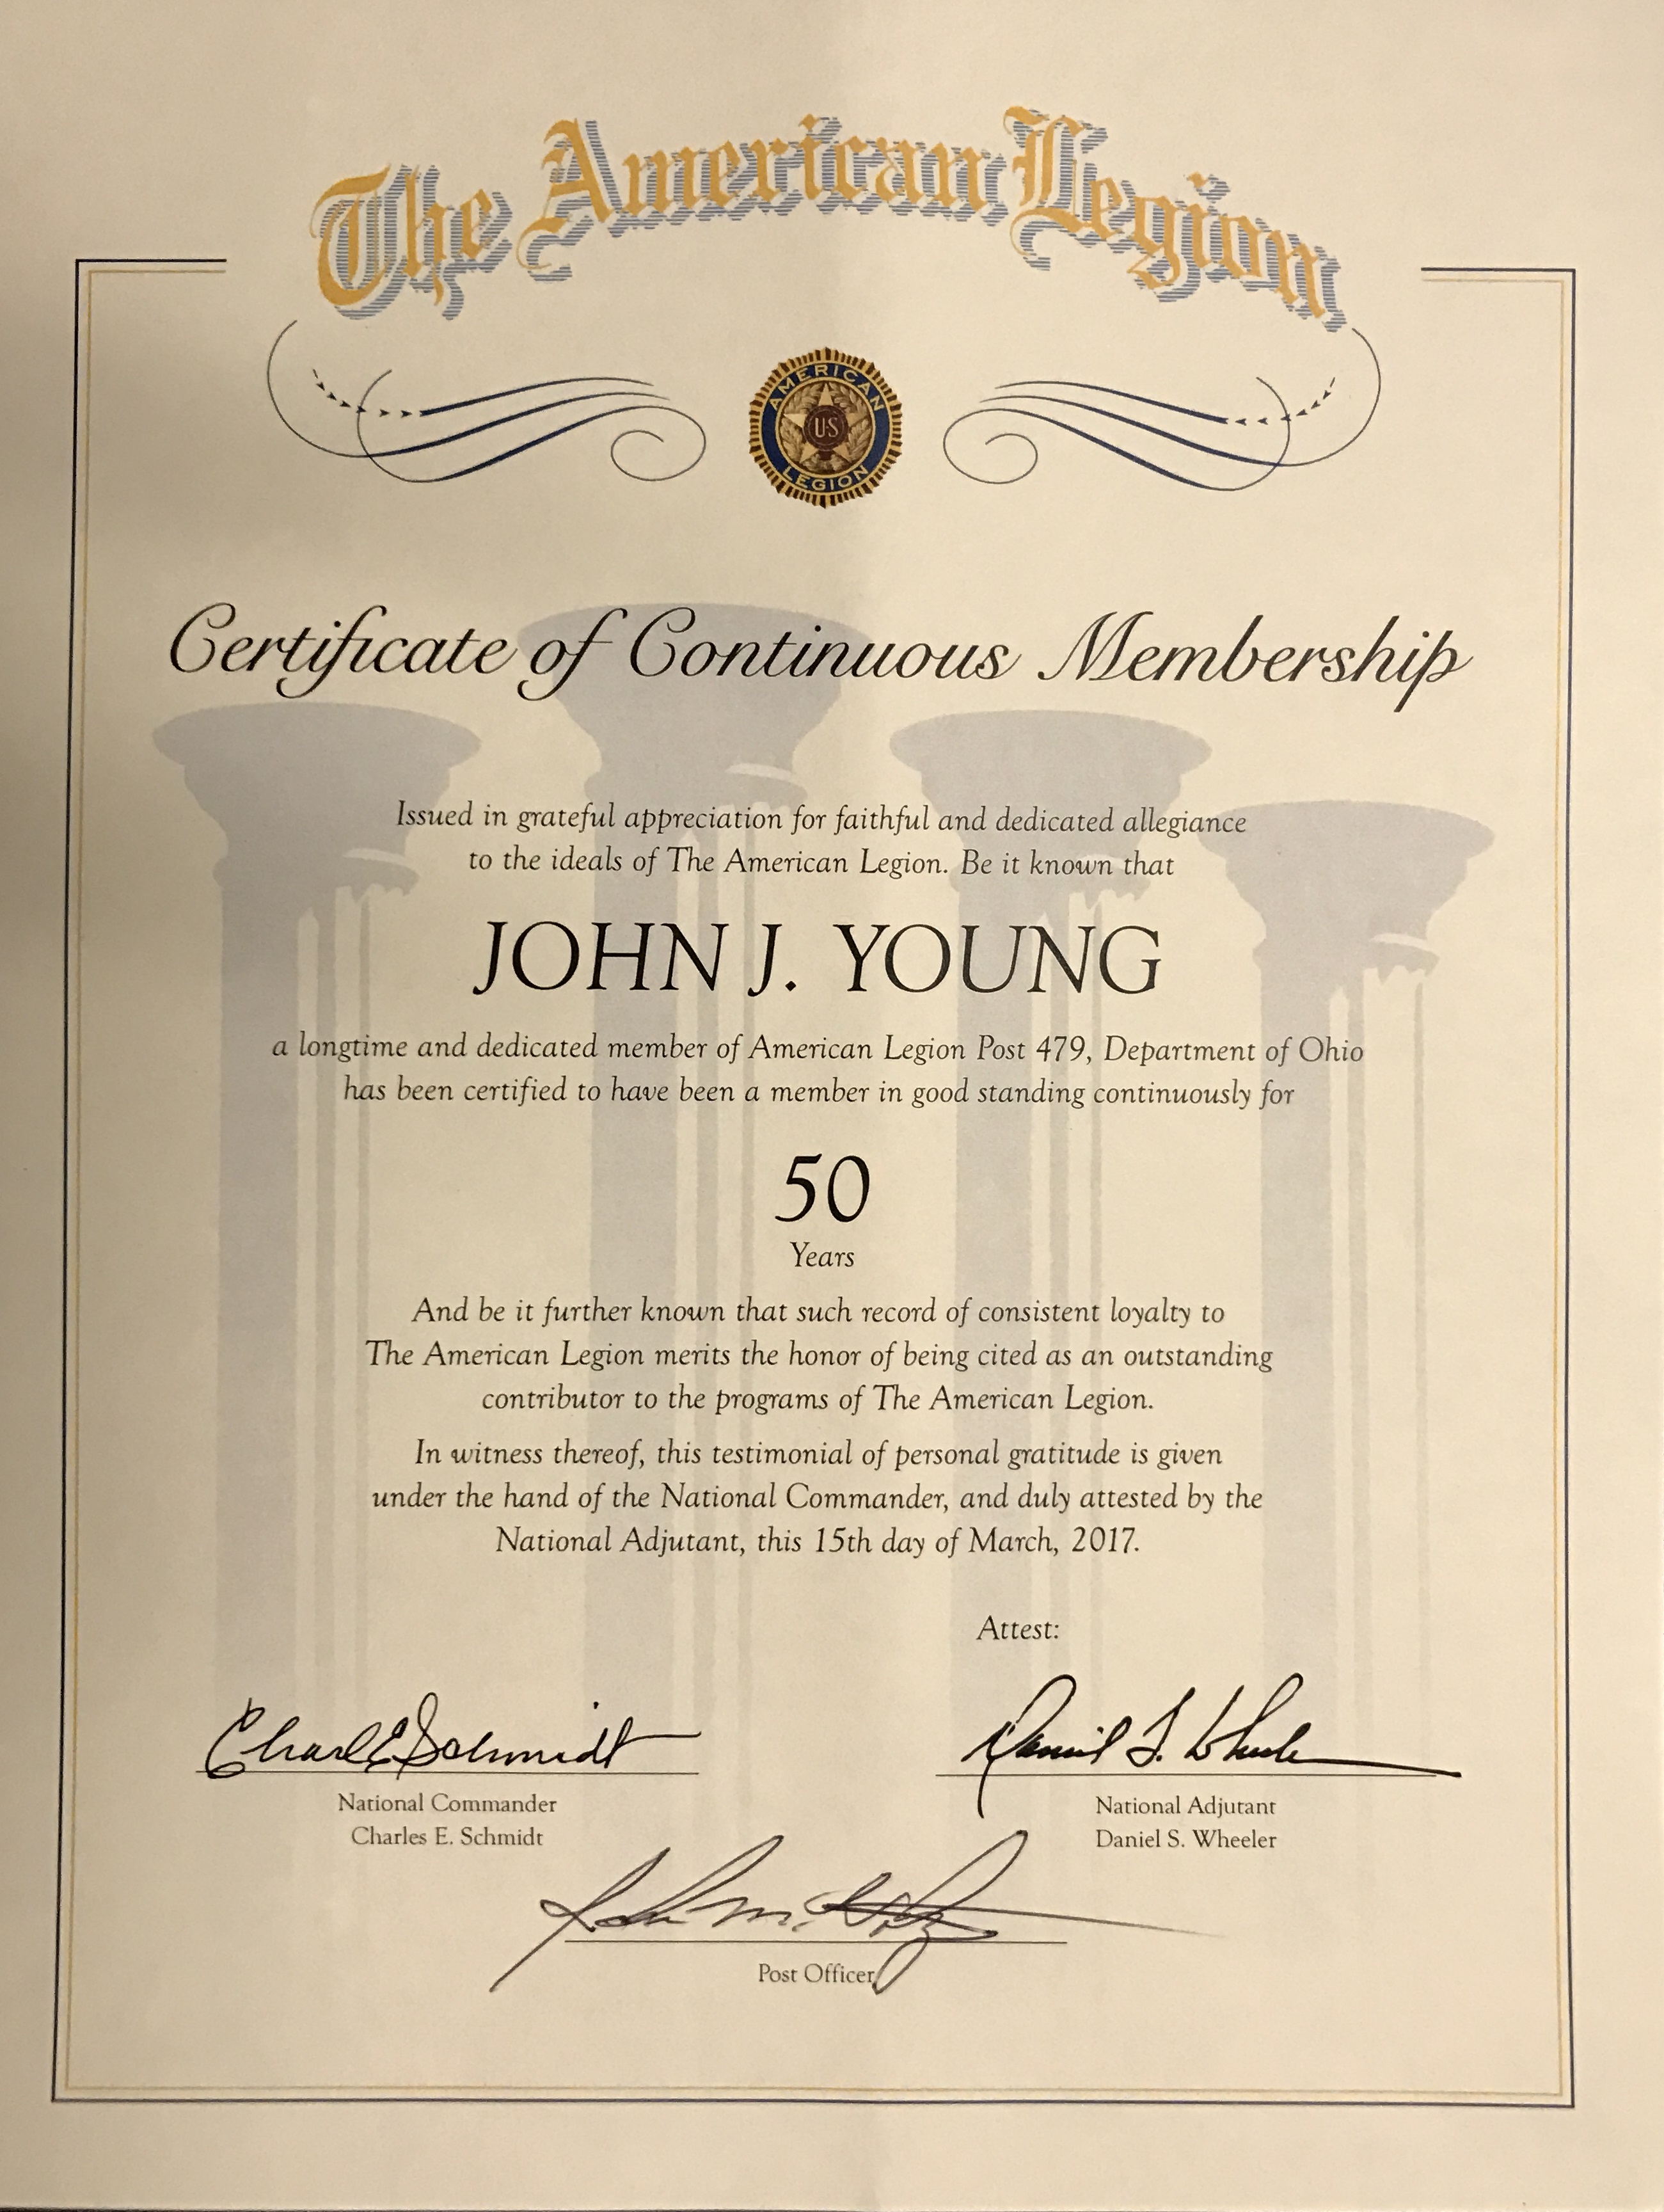 The American Legion
AMERICAN
US
LEGION
Certificate of Continuous Membership
Issued in grateful appreciation for faithful and dedicated allegiance
to the ideals of The American Legion. Be it known that
JOHN J. YOUNG
a longtime and dedicated member of American Legion Post 479, Department of Ohio
has been certified to have been a member in good standing continuously for
50
Years
And be it further known that such record of consistent loyalty to
The American Legion merits the honor of being cited as an outstanding
contributor to the programs of The American Legion.
In witness thereof, this testimonial of personal gratitude is given
under the hand of the National Commander, and duly attested by the
National Adjutant, this 15th day of March, 2017.
Attest:
Charles E Schmidt
Daniel S. Wheeler
National Commander
Charles E. Schmidt
National Adjutant
Daniel S. Wheeler
Post Officer